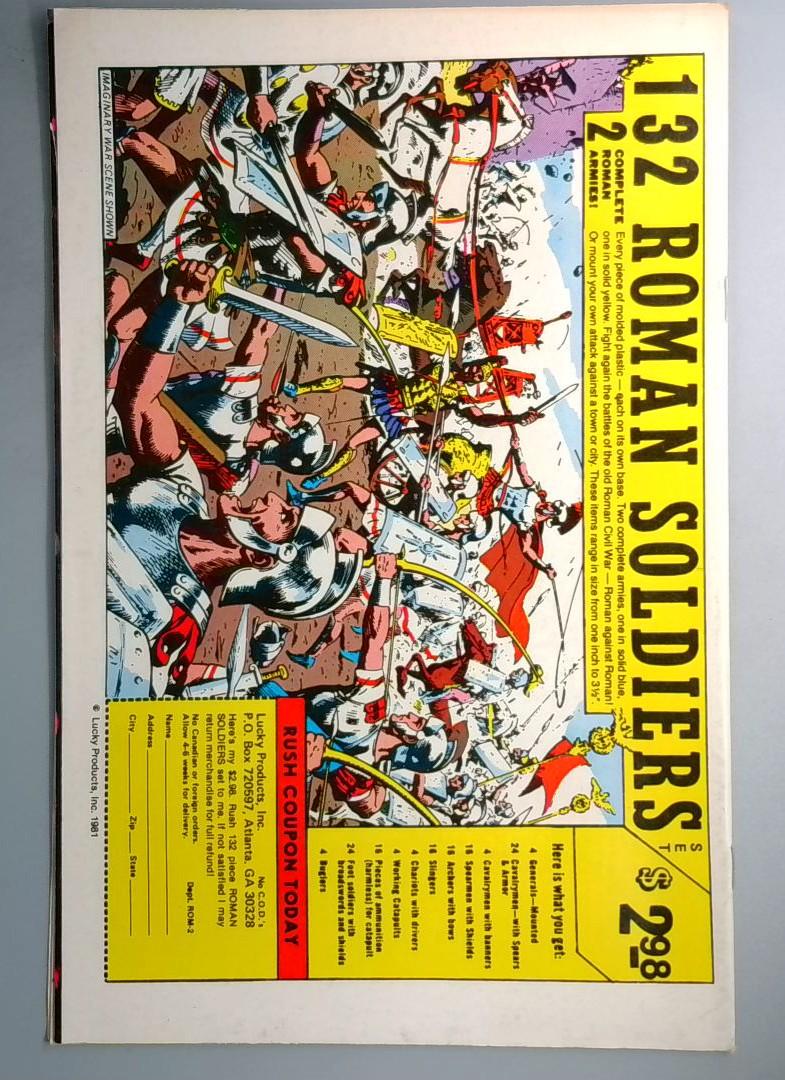 132 ROMAN SOLDIERS
SET
$2.98
2 COMPLETE
ROMAN
ARMIES!
Every piece of molded plastic — each on its own base. Two complete armies, one in solid blue,
one in solid yellow. Fight again the battles of the old Roman Civil War — Roman against Roman!
Or mount your own attack against a town or city. These items range in size from one inch to 3½".
Here is what you get:
4 Generals—Mounted
24 Cavalrymen—with Spears
& Armor
4 Cavalrymen with banners
16 Spearmen with Shields
16 Archers with bows
16 Slingers
4 Chariots with drivers
4 Working Catapults
16 Pieces of ammunition
(harmless) for catapult
24 Foot soldiers with
broadswords and shields
4 Buglers
RUSH COUPON TODAY
Lucky Products, Inc. No C.O.D.'s
P.O. Box 720597, Atlanta, GA 30328
Here's my $2.98. Rush 132 piece ROMAN
SOLDIERS set to me. If not satisfied I may
return merchandise for full refund!
No Canadian or foreign orders.
Allow 4-6 weeks for delivery. Dept. ROM-2
Name
Address
City Zip State
IMAGINARY WAR SCENE SHOWN
© Lucky Products, Inc. 1981